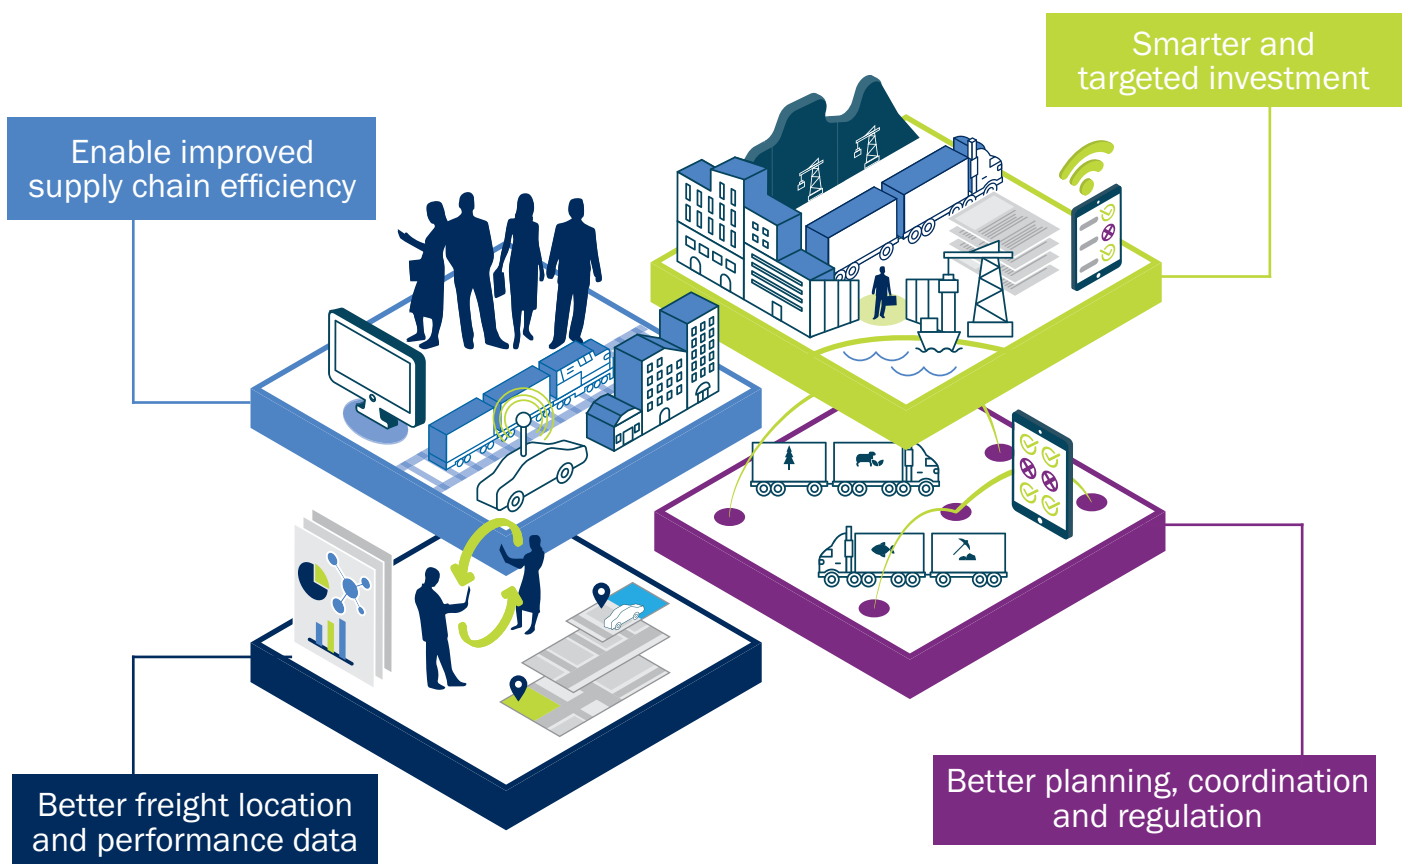 Smarter and
targeted investment
Enable improved
supply chain efficiency
Better freight location
and performance data
Better planning, coordination
and regulation